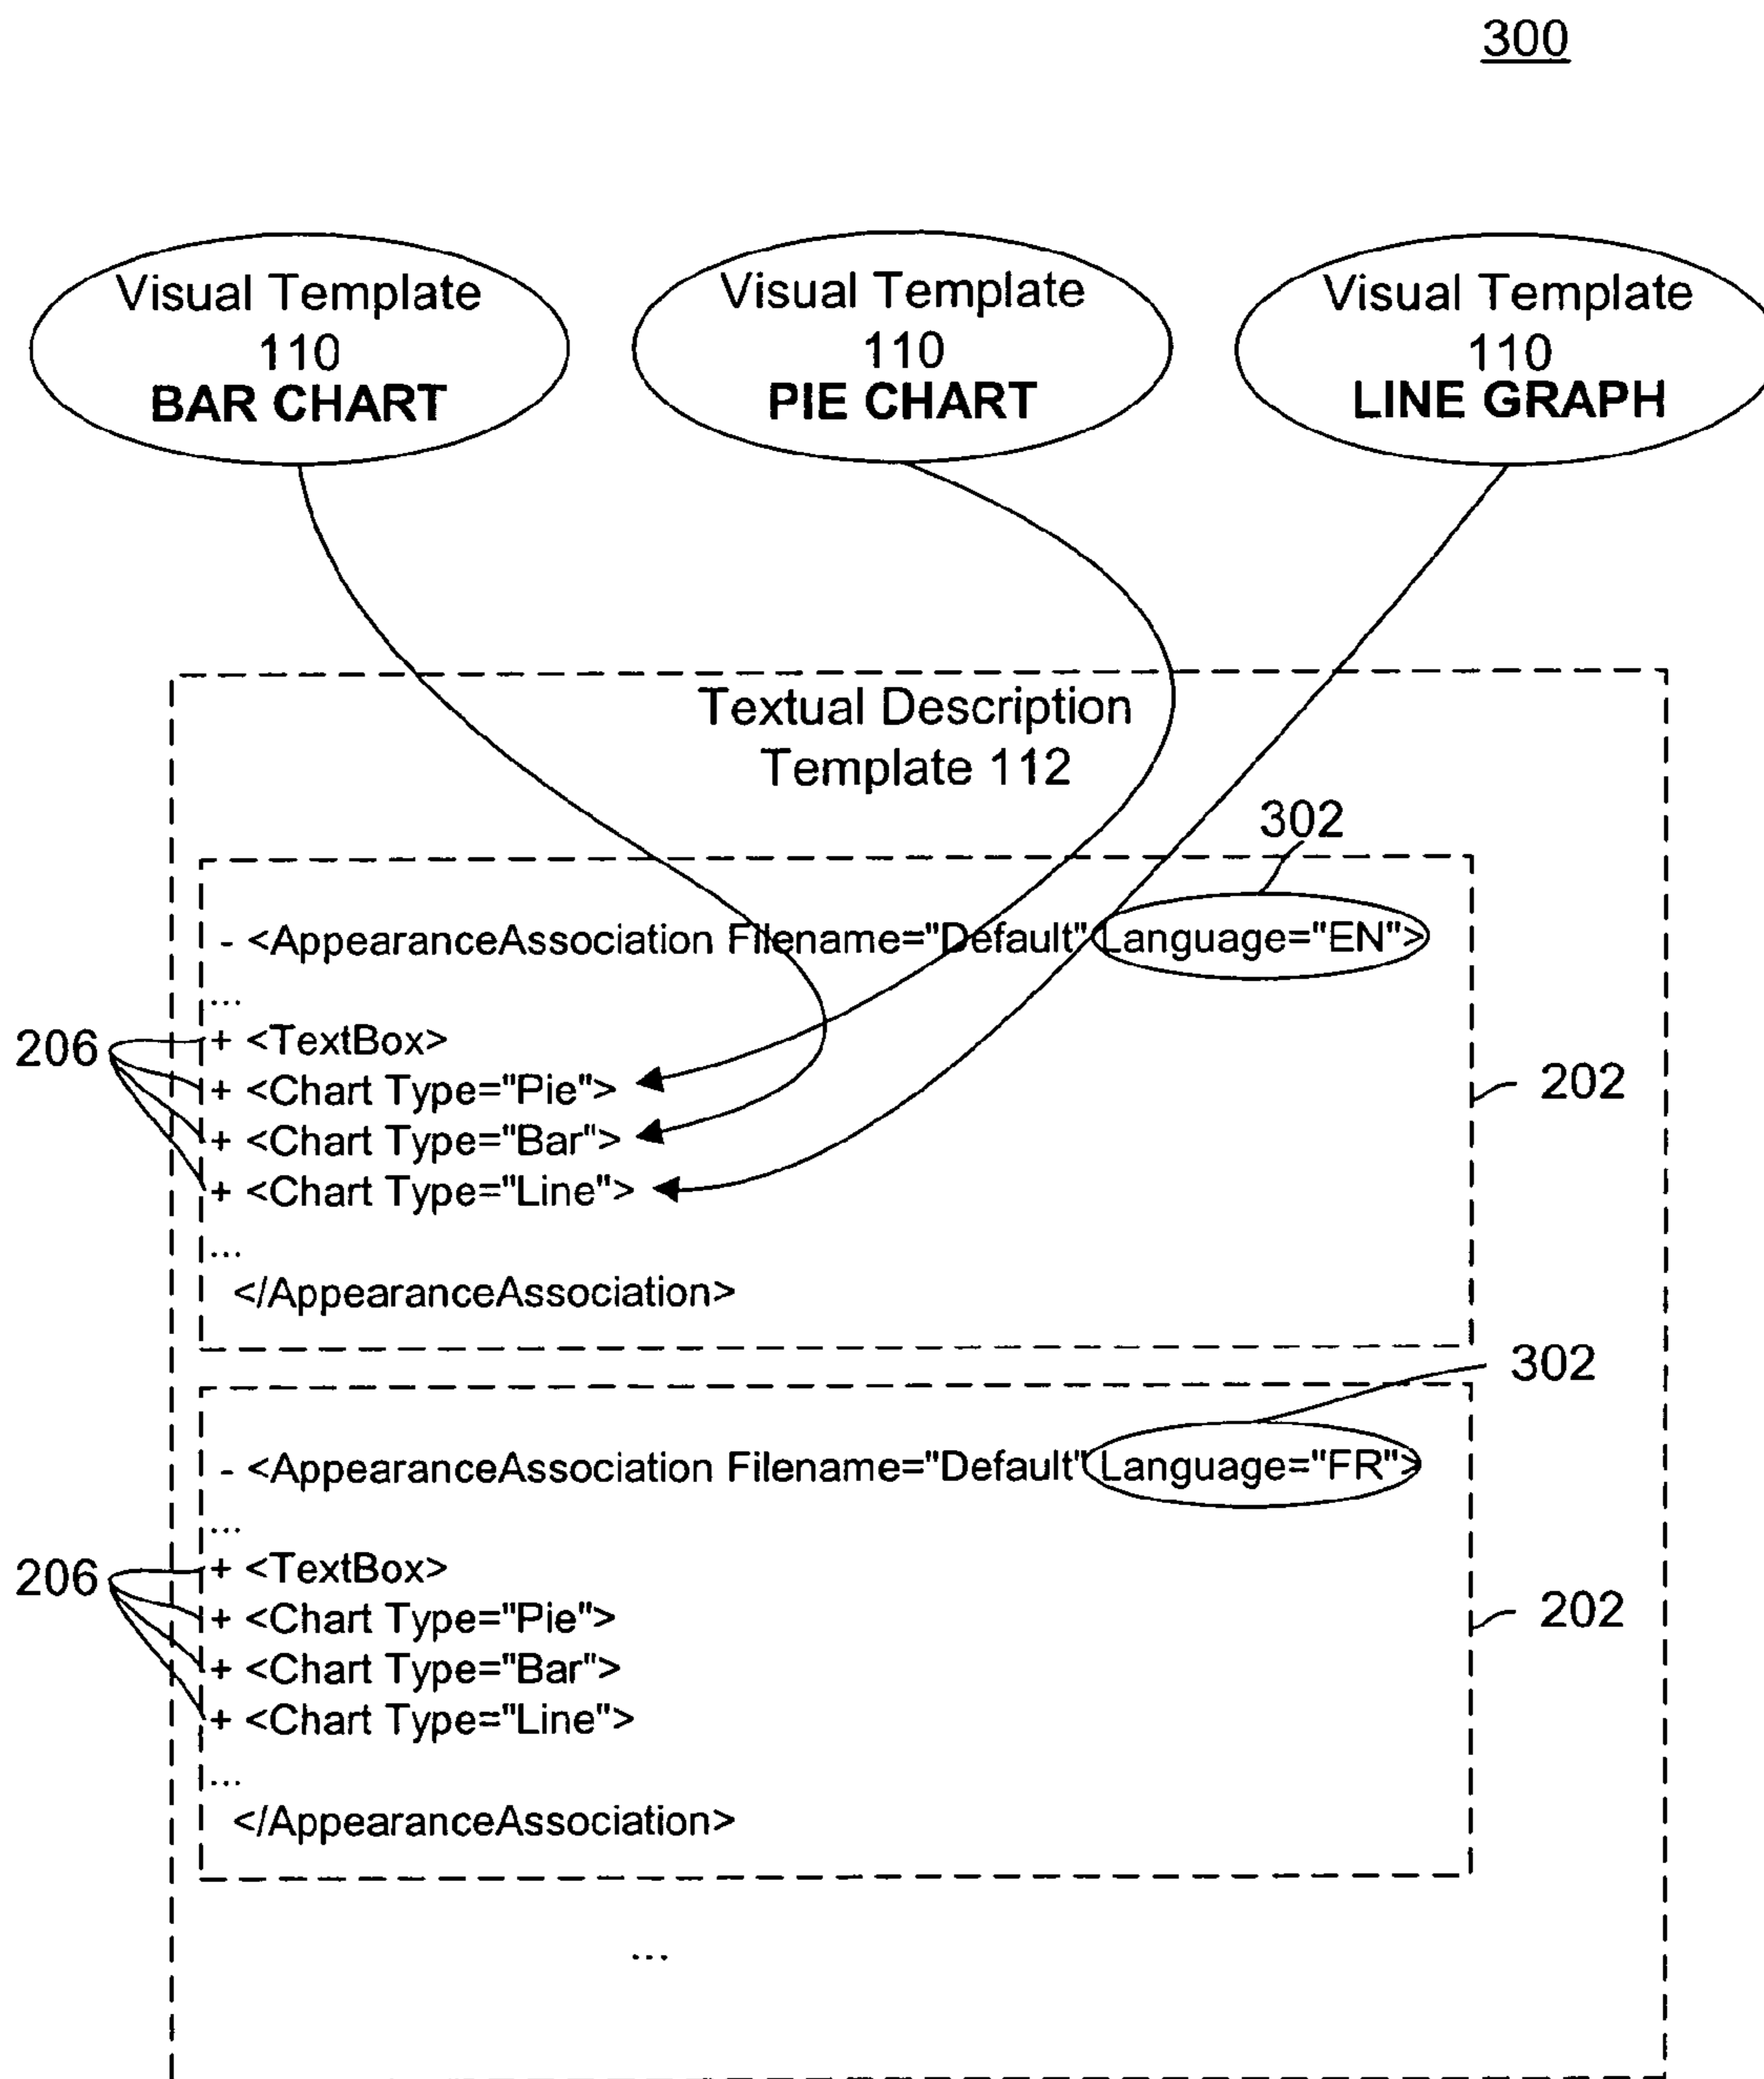 300
Visual Template
110
BAR CHART
Visual Template
110
PIE CHART
Visual Template
110
LINE GRAPH
Textual Description
Template 112
302
- <AppearanceAssociation Filename="Default" Language="EN">
...
206
+ <TextBox>
+ <Chart Type="Pie">
+ <Chart Type="Bar">
+ <Chart Type="Line">
202
...
</AppearanceAssociation>
302
- <AppearanceAssociation Filename="Default" Language="FR">
...
206
+ <TextBox>
+ <Chart Type="Pie">
+ <Chart Type="Bar">
+ <Chart Type="Line">
202
...
</AppearanceAssociation>
...